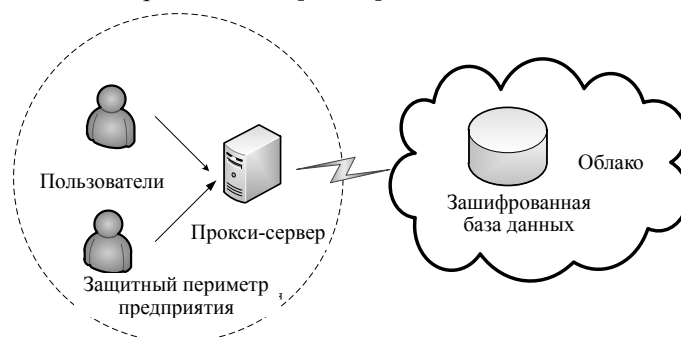 Пользователи
Прокси-сервер
Защитный периметр
предприятия
Облако
Зашифрованная
база данных